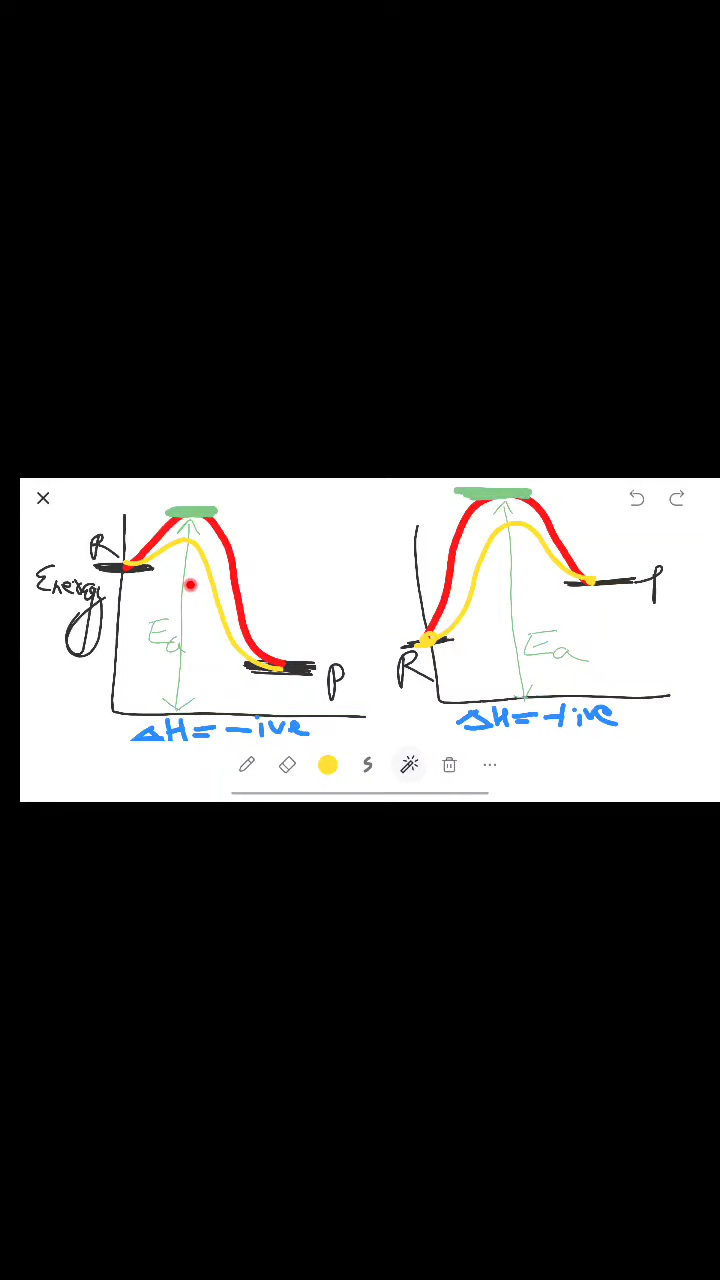 R
Energy
Ea
P
ΔH = -ive
R
Ea
P
ΔH = +ive